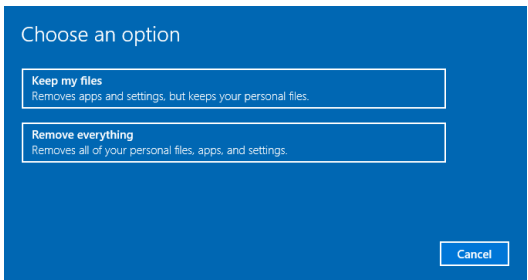 Choose an option
Keep my files
Removes apps and settings, but keeps your personal files.
Remove everything
Removes all of your personal files, apps, and settings.
Cancel